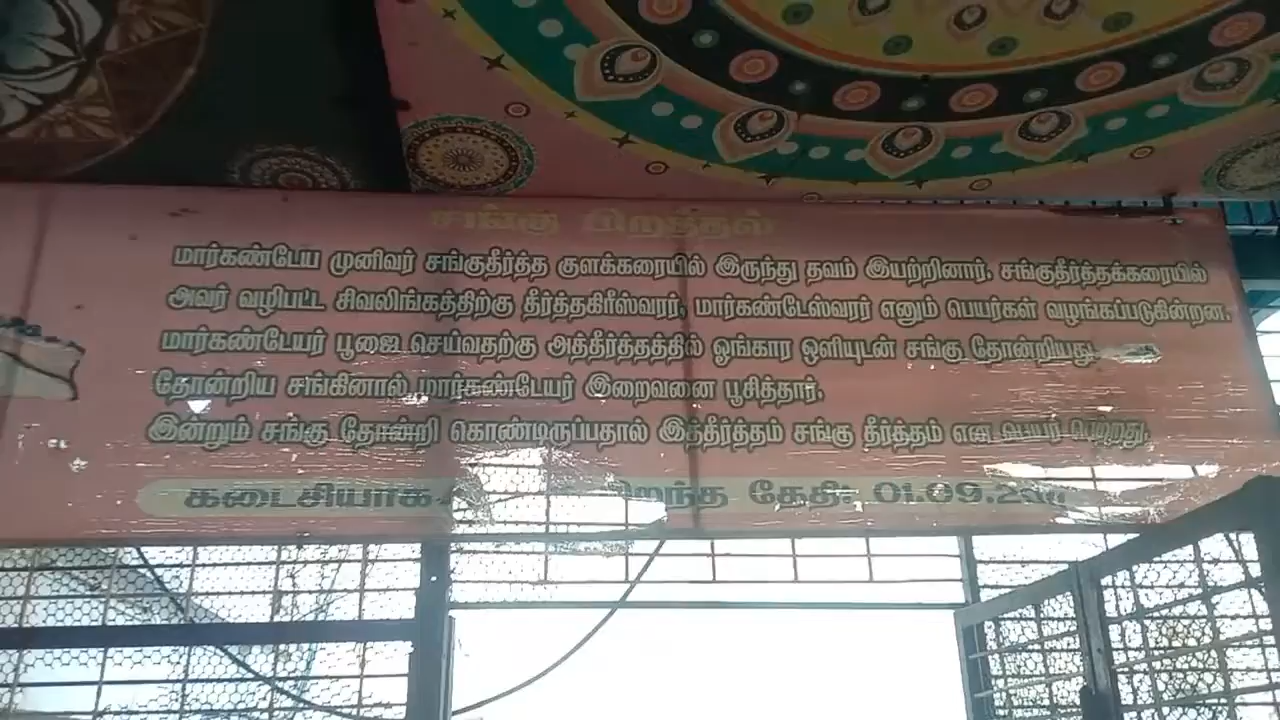 சங்கு பிறத்தல்
மார்கண்டேய முனிவர் சங்குதீர்த்த குளக்கரையில் இருந்து தவம் இயற்றினார். சங்குதீர்த்தக்கரையில்
அவர் வழிபட்ட சிவலிங்கத்திற்கு தீர்த்தகிரீஸ்வரர், மார்கண்டேஸ்வரர் எனும் பெயர்கள் வழங்கப்படுகின்றன.
மார்கண்டேயர் பூஜை செய்வதற்கு அத்தீர்த்தத்தில் ஓங்கார ஒளியுடன் சங்கு தோன்றியது.
தோன்றிய சங்கினால் மார்கண்டேயர் இறைவனை பூசித்தார்.
இன்றும் சங்கு தோன்றி கொண்டிருப்பதால் இத்தீர்த்தம் சங்கு தீர்த்தம் என பெயர் பெற்றது.
கடைசியாக பிறந்த தேதி: 01.09.2011